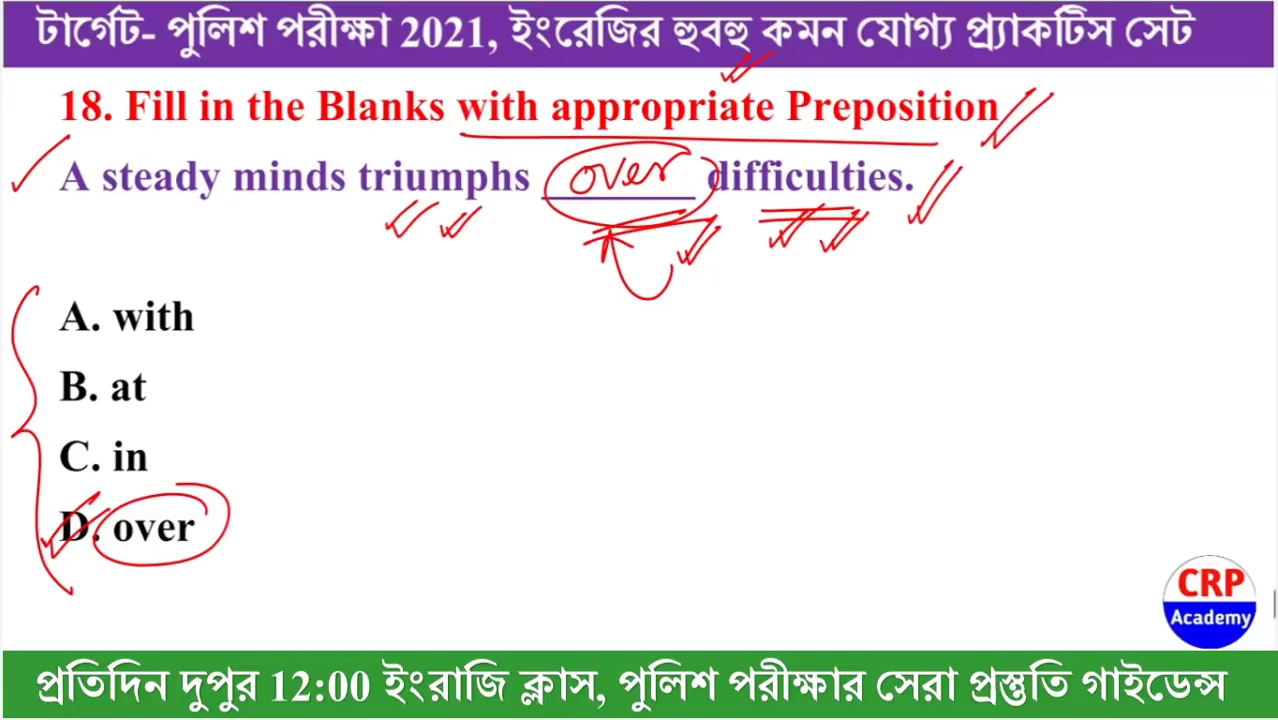 টার্গেট- পুলিশ পরীক্ষা 2021, ইংরেজির হুবহু কমন যোগ্য প্র্যাকটিস সেট
18. Fill in the Blanks with appropriate Preposition
A steady minds triumphs over difficulties.
A. with
B. at
C. in
D. over
CRP
Academy
প্রতিদিন দুপুর 12:00 ইংরাজি ক্লাস, পুলিশ পরীক্ষার সেরা প্রস্তুতি গাইডেন্স